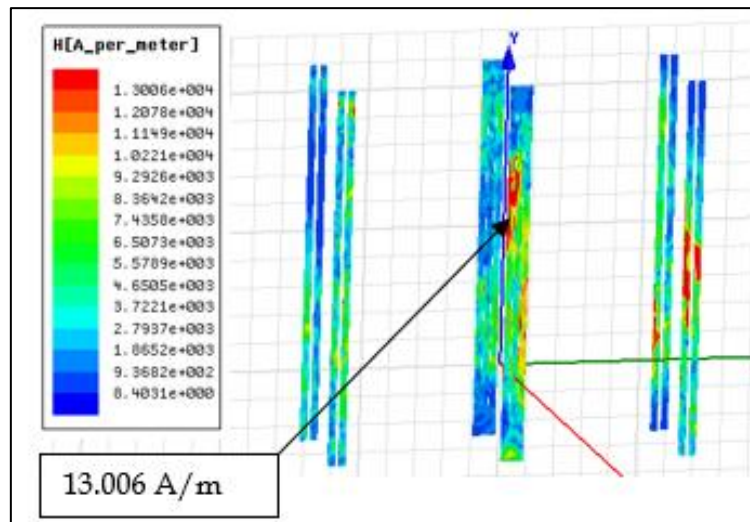 H[A_per_meter]
1.3006e+004
1.2078e+004
1.1149e+004
1.0221e+004
9.2926e+003
8.3642e+003
7.4358e+003
6.5073e+003
5.5789e+003
4.6505e+003
3.7221e+003
2.7937e+003
1.8652e+003
9.3682e+002
8.4031e+000
Y
13.006 A/m